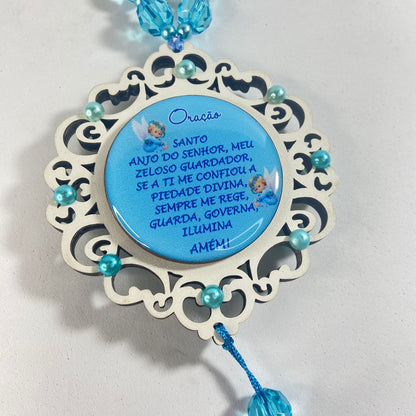 Oração
SANTO
ANJO DO SENHOR, MEU
ZELOSO GUARDADOR,
SE A TI ME CONFIOU A
PIEDADE DIVINA.
SEMPRE ME REGE,
GUARDA, GOVERNA,
ILUMINA
AMÉM!